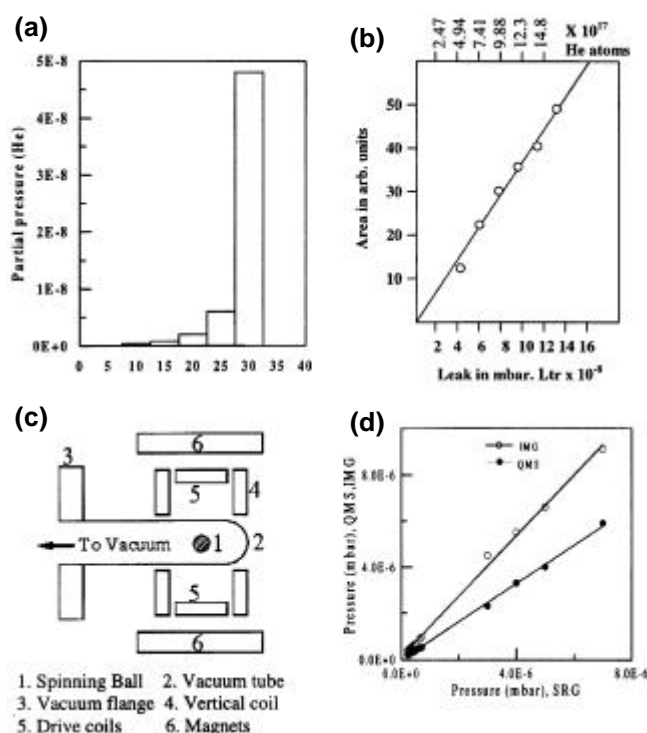 (a)
5E-8
4E-8
3E-8
2E-8
1E-8
0E+0
Partial pressure (He)
0 5 10 15 20 25 30 35 40
(b)
2.47 4.94 7.41 9.88 12.3 14.8
X 10^17
He atoms
50
40
30
20
10
Area in arb. units
2 4 6 8 10 12 14 16
Leak in mbar. Ltr x 10^-8
(c)
6
3 4
5
To Vacuum 1 2
5
6
1. Spinning Ball 2. Vacuum tube
3. Vacuum flange 4. Vertical coil
5. Drive coils 6. Magnets
(d)
IMG
QMS
8.0E-6
4.0E-6
0.0E+0
Pressure (mbar), QMS,IMG
0.0E+0 4.0E-6 8.0E-6
Pressure (mbar), SRG